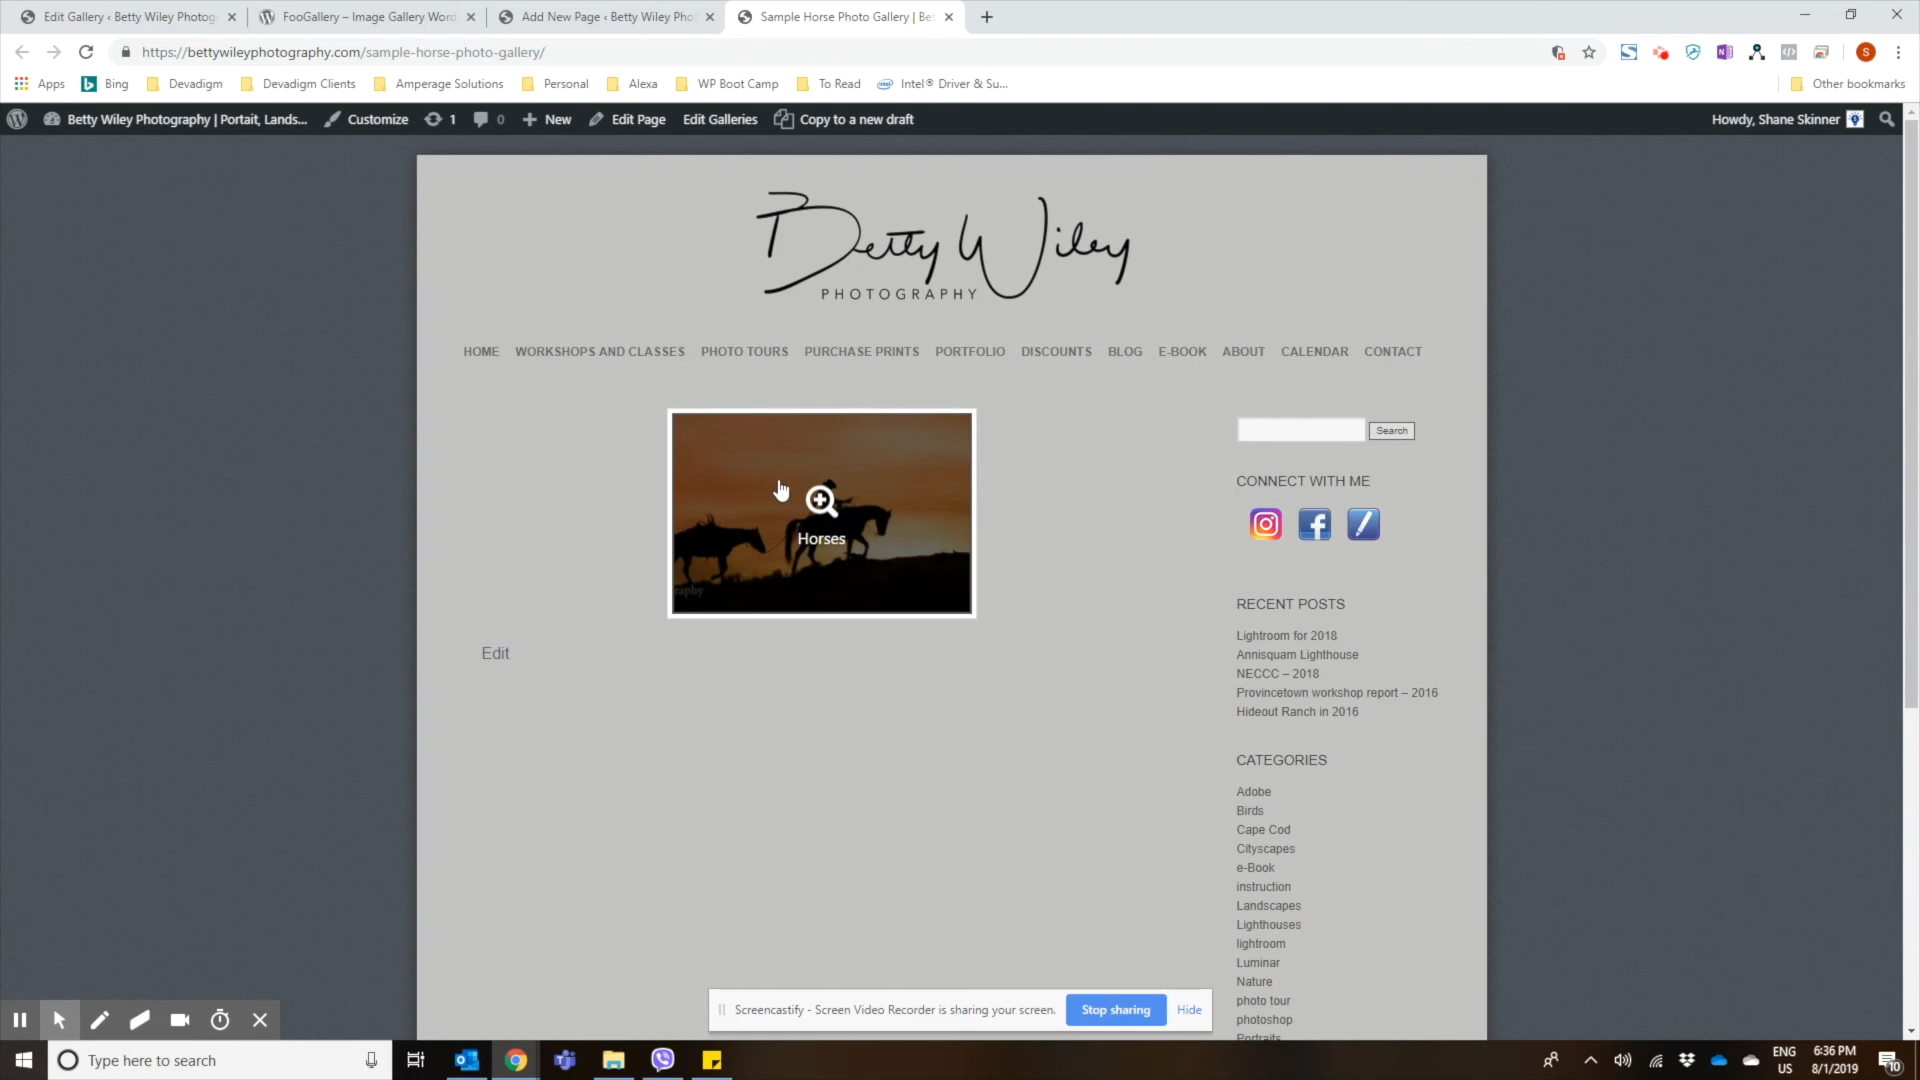 Edit Gallery ‹ Betty Wiley Photog
FooGallery – Image Gallery Word
Add New Page ‹ Betty Wiley Pho
Sample Horse Photo Gallery | Be
https://bettywileyphotography.com/sample-horse-photo-gallery/
S
Apps
Bing
Devadigm
Devadigm Clients
Amperage Solutions
Personal
Alexa
WP Boot Camp
To Read
Intel® Driver & Su...
Other bookmarks
Betty Wiley Photography | Portait, Lands...
Customize
1
0
New
Edit Page
Edit Galleries
Copy to a new draft
Howdy, Shane Skinner
Betty Wiley
PHOTOGRAPHY
HOME WORKSHOPS AND CLASSES PHOTO TOURS PURCHASE PRINTS PORTFOLIO DISCOUNTS BLOG E-BOOK ABOUT CALENDAR CONTACT
Horses
raphy
Edit
Search
CONNECT WITH ME
RECENT POSTS
Lightroom for 2018
Annisquam Lighthouse
NECCC – 2018
Provincetown workshop report – 2016
Hideout Ranch in 2016
CATEGORIES
Adobe
Birds
Cape Cod
Cityscapes
e-Book
instruction
Landscapes
Lighthouses
lightroom
Luminar
Nature
photo tour
photoshop
Portraits
Screencastify - Screen Video Recorder is sharing your screen.
Stop sharing
Hide
Type here to search
ENG
US
6:36 PM
8/1/2019
10